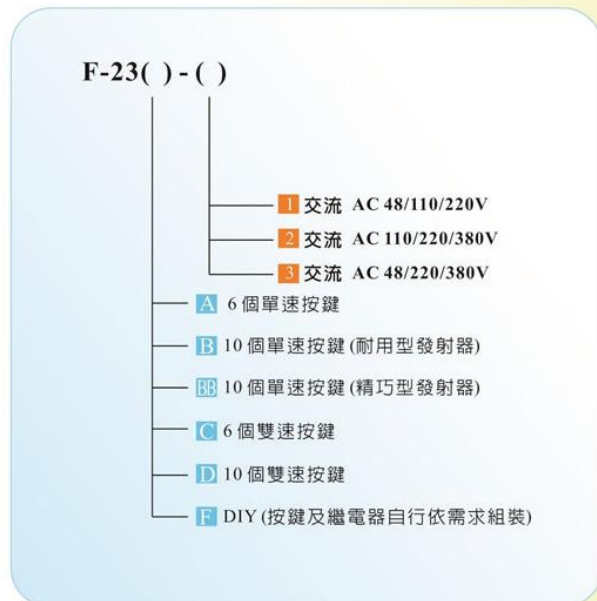 F-23( ) - ( )
1 交流 AC 48/110/220V
2 交流 AC 110/220/380V
3 交流 AC 48/220/380V
A 6 個單速按鍵
B 10 個單速按鍵 (耐用型發射器)
BB 10 個單速按鍵 (精巧型發射器)
C 6 個雙速按鍵
D 10 個雙速按鍵
F DIY (按鍵及繼電器自行依需求組裝)